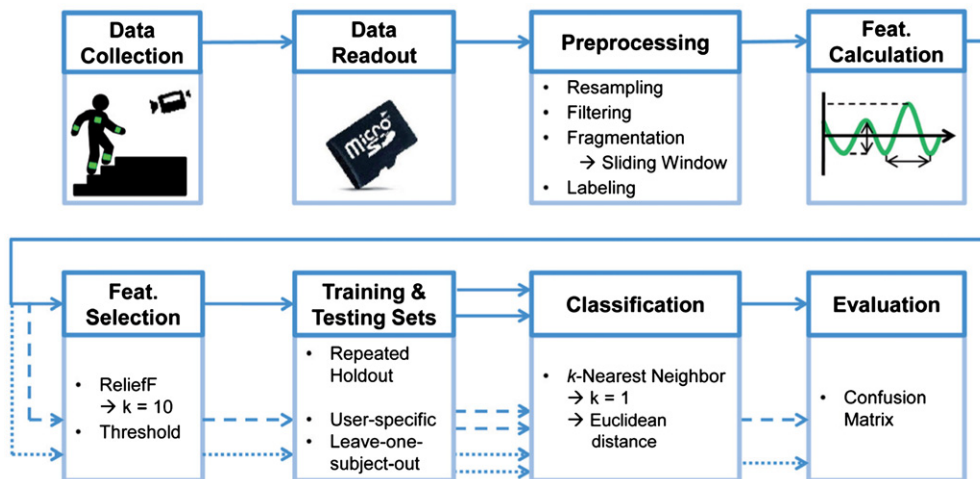 Data
Collection
Data
Readout
micro
SD
Preprocessing
• Resampling
• Filtering
• Fragmentation
→ Sliding Window
• Labeling
Feat.
Calculation
Feat.
Selection
• ReliefF
→ k = 10
• Threshold
Training &
Testing Sets
• Repeated
Holdout
• User-specific
• Leave-one-
subject-out
Classification
• k-Nearest Neighbor
→ k = 1
→ Euclidean
distance
Evaluation
• Confusion
Matrix